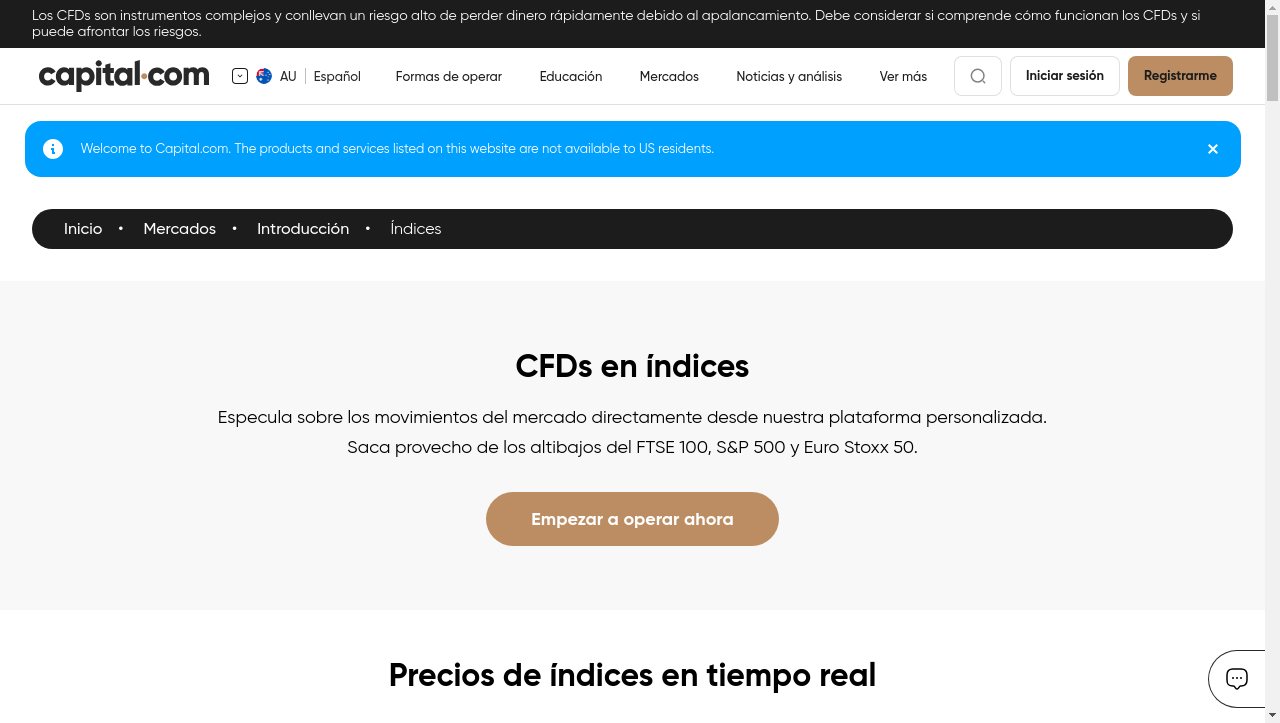 Los CFDs son instrumentos complejos y conllevan un riesgo alto de perder dinero rápidamente debido al apalancamiento. Debe considerar si comprende cómo funcionan los CFDs y si
puede afrontar los riesgos.
capital.com AU Español Formas de operar Educación Mercados Noticias y análisis Ver más Iniciar sesión Registrarme
Welcome to Capital.com. The products and services listed on this website are not available to US residents.
Inicio • Mercados • Introducción • Índices
CFDs en índices
Especula sobre los movimientos del mercado directamente desde nuestra plataforma personalizada.
Saca provecho de los altibajos del FTSE 100, S&P 500 y Euro Stoxx 50.
Empezar a operar ahora
Precios de índices en tiempo real